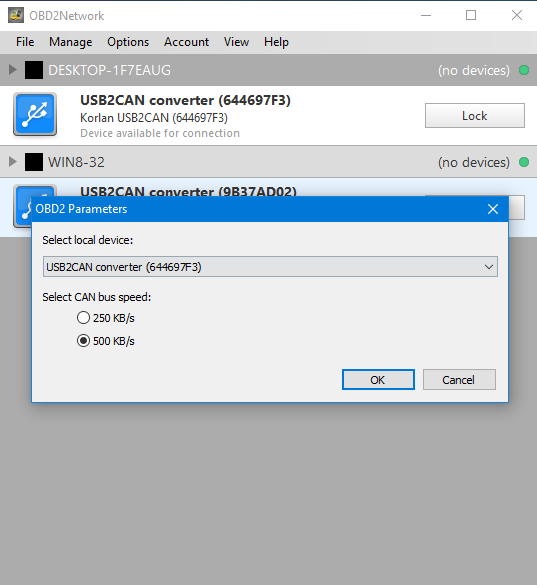 OBD2Network
File Manage Options Account View Help
DESKTOP-1F7EAUG (no devices)
USB2CAN converter (644697F3)
Korlan USB2CAN (644697F3)
Device available for connection
Lock
WIN8-32 (no devices)
USB2CAN converter (9B37AD02)
OBD2 Parameters
Select local device:
USB2CAN converter (644697F3)
Select CAN bus speed:
250 KB/s
500 KB/s
OK Cancel